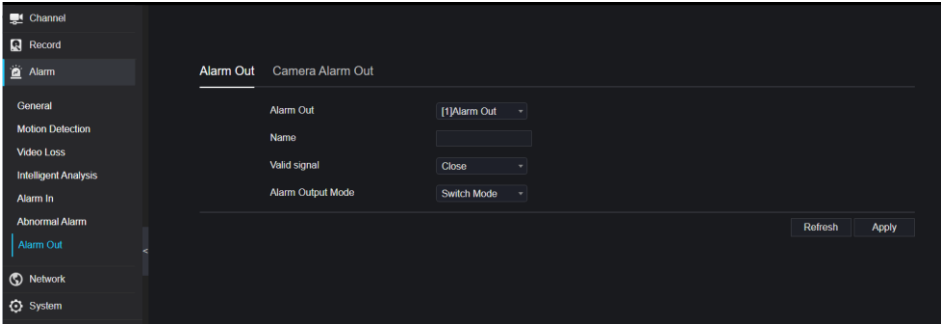 Channel
Record
Alarm
General
Motion Detection
Video Loss
Intelligent Analysis
Alarm In
Abnormal Alarm
Alarm Out
Network
System
Alarm Out Camera Alarm Out
Alarm Out [1]Alarm Out
Name
Valid signal Close
Alarm Output Mode Switch Mode
Refresh Apply
<